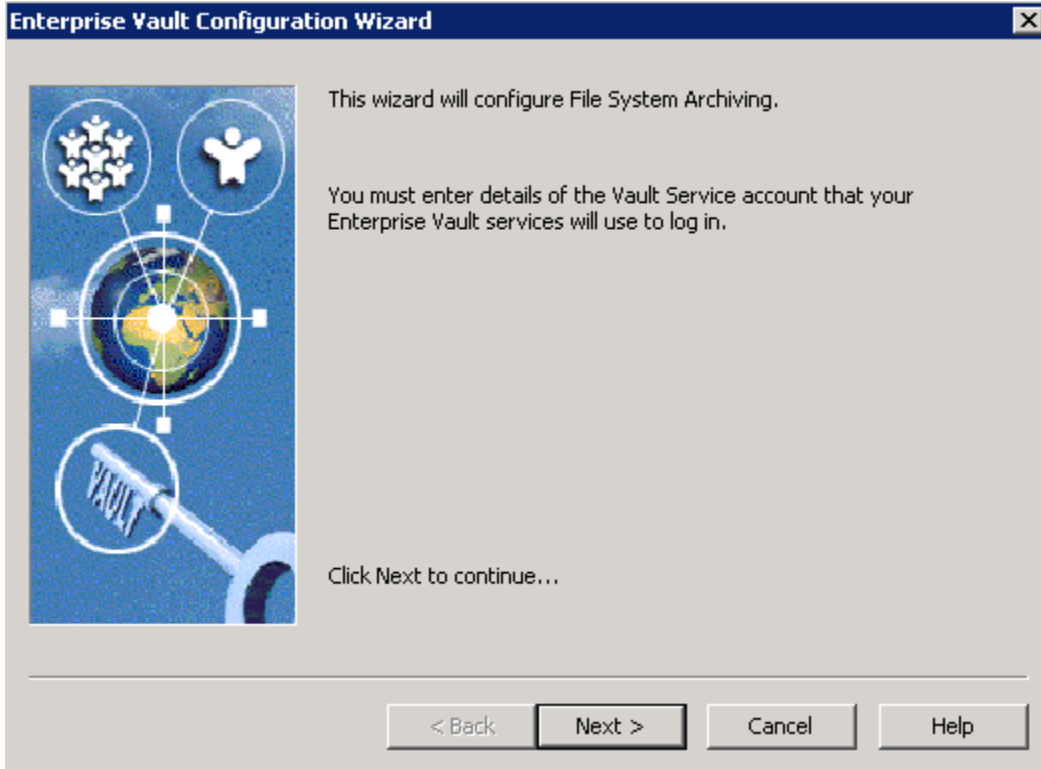 Enterprise Vault Configuration Wizard
This wizard will configure File System Archiving.
You must enter details of the Vault Service account that your
Enterprise Vault services will use to log in.
VAULT
Click Next to continue...
< Back
Next >
Cancel
Help